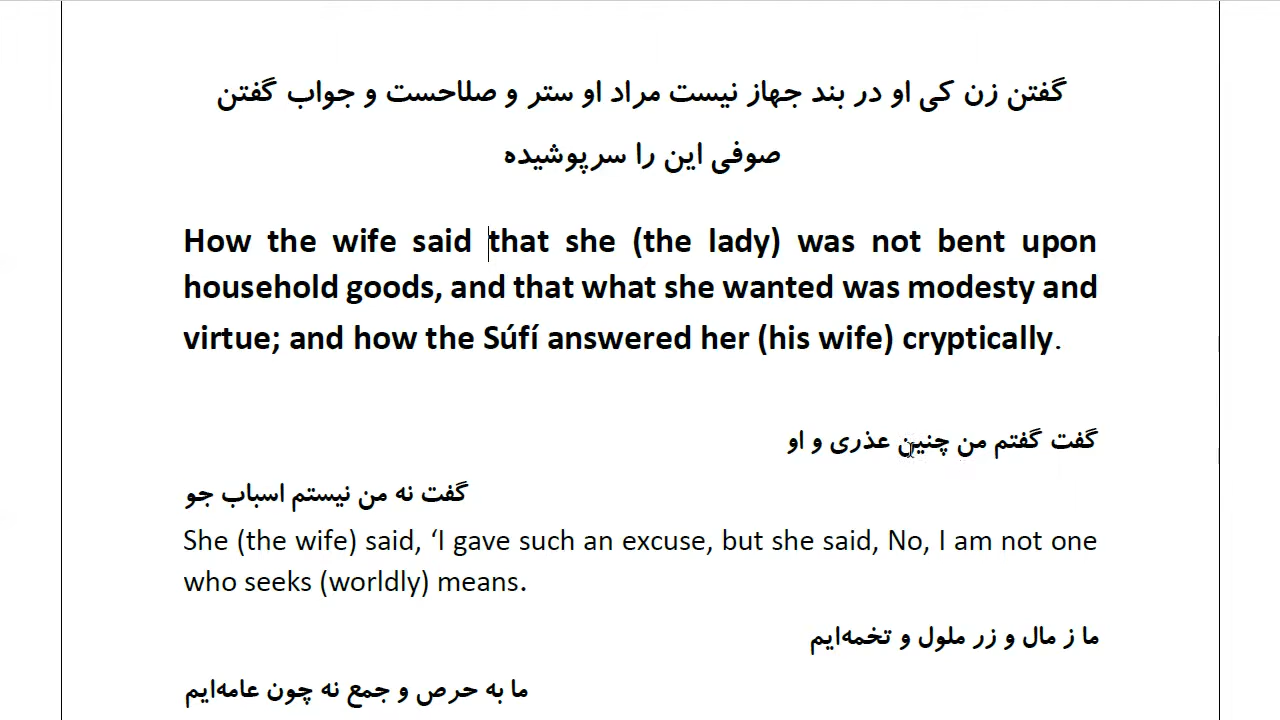 گفتن زن کی او در بند جهاز نیست مراد او ستر و صلاحست و جواب گفتن
صوفی این را سرپوشیده
How the wife said that she (the lady) was not bent upon
household goods, and that what she wanted was modesty and
virtue; and how the Súfí answered her (his wife) cryptically.
گفت گفتم من چنین عذری و او
گفت نه من نیستم اسباب جو
She (the wife) said, ‘I gave such an excuse, but she said, No, I am not one
who seeks (worldly) means.
ما ز مال و زر ملول و تخمه‌ایم
ما به حرص و جمع نه چون عامه‌ایم